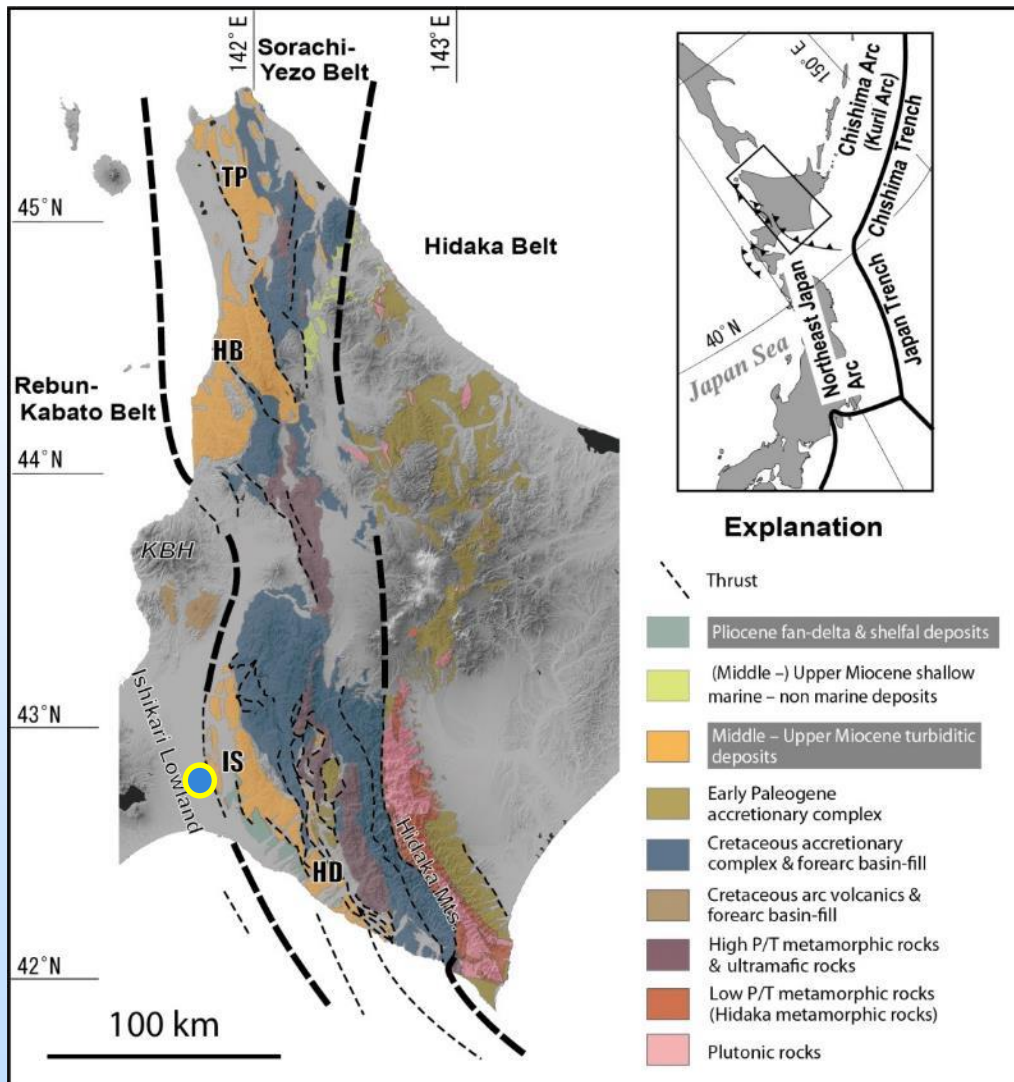 142° E
143° E
Sorachi-
Yezo Belt
TP
45° N
Hidaka Belt
HB
Rebun-
Kabato Belt
44° N
KBH
43° N
Ishikari Lowland
IS
HD
Hidaka Mts.
42° N
100 km
150° E
Chishima Arc
(Kuril Arc)
Chishima Trench
40° N
Japan Sea
Northeast Japan
Arc
Japan Trench
Explanation
Thrust
Pliocene fan-delta & shelfal deposits
(Middle –) Upper Miocene shallow
marine – non marine deposits
Middle – Upper Miocene turbiditic
deposits
Early Paleogene
accretionary complex
Cretaceous accretionary
complex & forearc basin-fill
Cretaceous arc volcanics &
forearc basin-fill
High P/T metamorphic rocks
& ultramafic rocks
Low P/T metamorphic rocks
(Hidaka metamorphic rocks)
Plutonic rocks